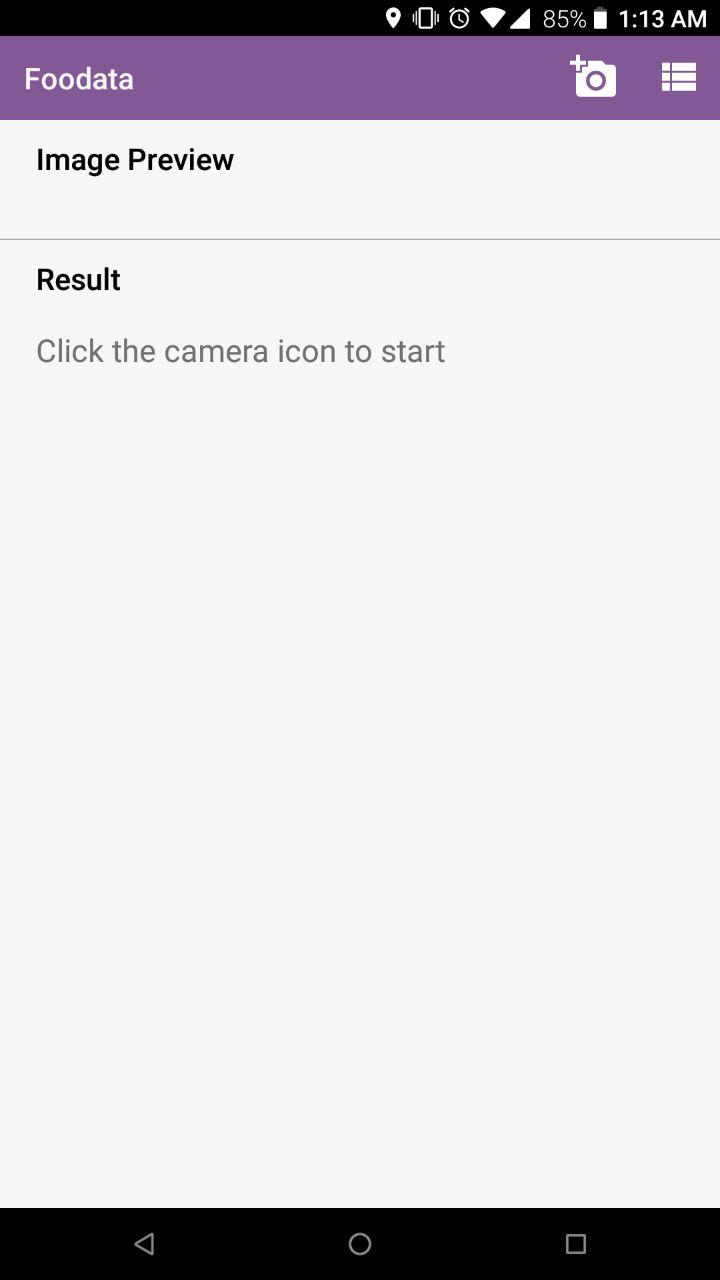 85% 1:13 AM
Foodata
Image Preview
Result
Click the camera icon to start